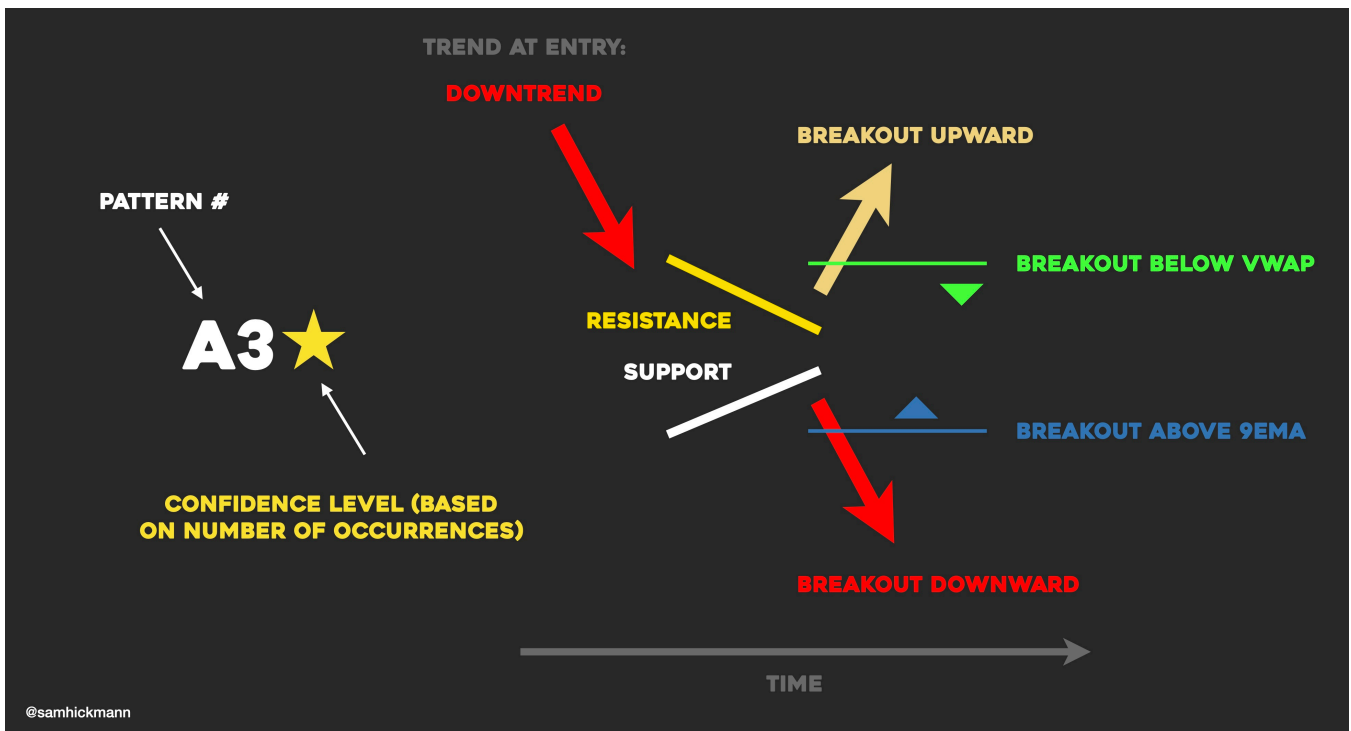 TREND AT ENTRY:
DOWNTREND
BREAKOUT UPWARD
PATTERN #
BREAKOUT BELOW VWAP
RESISTANCE
A3
SUPPORT
BREAKOUT ABOVE 9EMA
CONFIDENCE LEVEL (BASED
ON NUMBER OF OCCURRENCES)
BREAKOUT DOWNWARD
TIME
@samhickmann